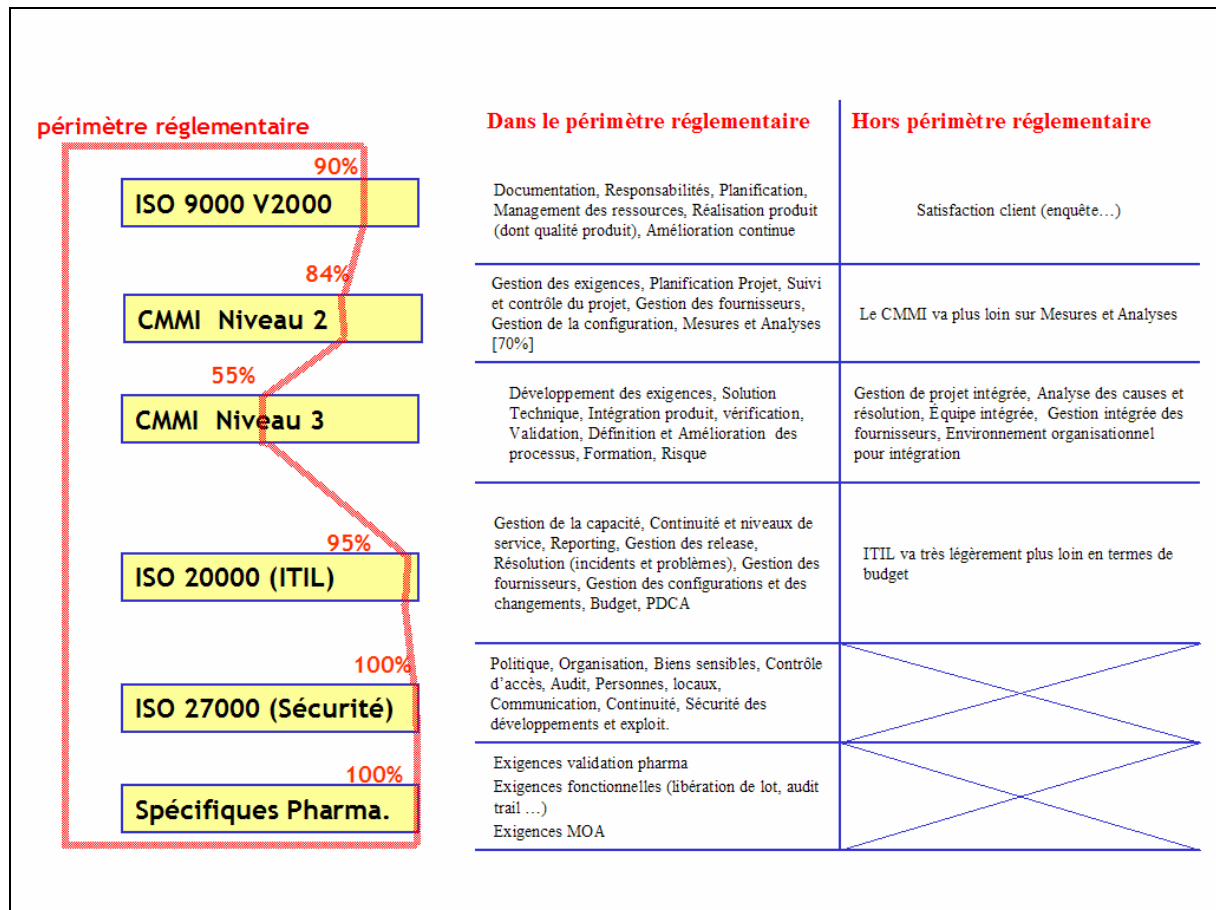 périmètre réglementaire
90%
ISO 9000 V2000
84%
CMMI Niveau 2
55%
CMMI Niveau 3
95%
ISO 20000 (ITIL)
100%
ISO 27000 (Sécurité)
100%
Spécifiques Pharma.
Dans le périmètre réglementaire
Hors périmètre réglementaire
Documentation, Responsabilités, Planification,
Management des ressources, Réalisation produit
(dont qualité produit), Amélioration continue
Satisfaction client (enquête…)
Gestion des exigences, Planification Projet, Suivi
et contrôle du projet, Gestion des fournisseurs,
Gestion de la configuration, Mesures et Analyses
[70%]
Le CMMI va plus loin sur Mesures et Analyses
Développement des exigences, Solution
Technique, Intégration produit, vérification,
Validation, Définition et Amélioration des
processus, Formation, Risque
Gestion de projet intégrée, Analyse des causes et
résolution, Équipe intégrée, Gestion intégrée des
fournisseurs, Environnement organisationnel
pour intégration
Gestion de la capacité, Continuité et niveaux de
service, Reporting, Gestion des release,
Résolution (incidents et problèmes), Gestion des
fournisseurs, Gestion des configurations et des
changements, Budget, PDCA
ITIL va très légèrement plus loin en termes de
budget
Politique, Organisation, Biens sensibles, Contrôle
d'accès, Audit, Personnes, locaux,
Communication, Continuité, Sécurité des
développements et exploit.
Exigences validation pharma
Exigences fonctionnelles (libération de lot, audit
trail …)
Exigences MOA